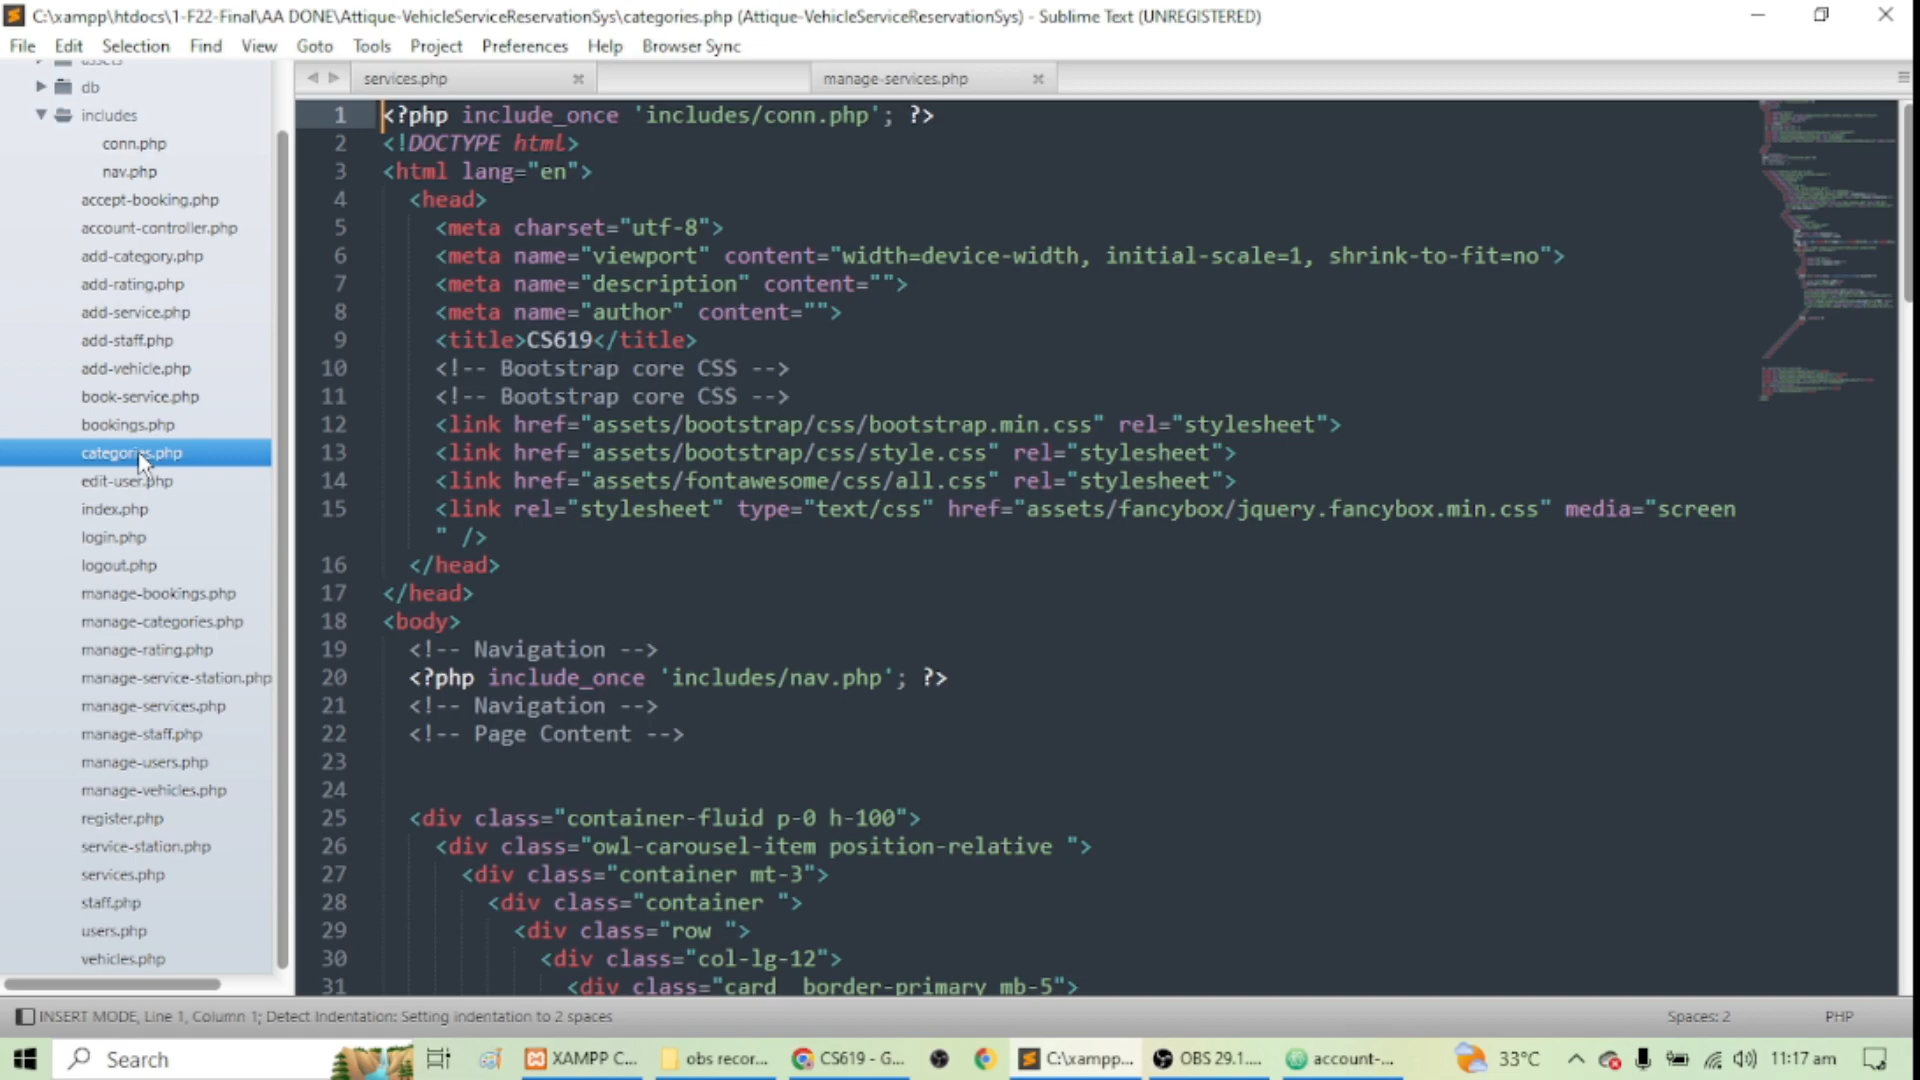 C:\xampp\htdocs\1-F22-Final\AA DONE\Attique-VehicleServiceReservationSys\categories.php (Attique-VehicleServiceReservationSys) - Sublime Text (UNREGISTERED)
File Edit Selection Find View Goto Tools Project Preferences Help Browser Sync
assets
db
includes
conn.php
nav.php
accept-booking.php
account-controller.php
add-category.php
add-rating.php
add-service.php
add-staff.php
add-vehicle.php
book-service.php
bookings.php
categories.php
edit-user.php
index.php
login.php
logout.php
manage-bookings.php
manage-categories.php
manage-rating.php
manage-service-station.php
manage-services.php
manage-staff.php
manage-users.php
manage-vehicles.php
register.php
service-station.php
services.php
staff.php
users.php
vehicles.php
services.php manage-services.php
1 <?php include_once 'includes/conn.php'; ?>
2 <!DOCTYPE html>
3 <html lang="en">
4 <head>
5 <meta charset="utf-8">
6 <meta name="viewport" content="width=device-width, initial-scale=1, shrink-to-fit=no">
7 <meta name="description" content="">
8 <meta name="author" content="">
9 <title>CS619</title>
10 <!-- Bootstrap core CSS -->
11 <!-- Bootstrap core CSS -->
12 <link href="assets/bootstrap/css/bootstrap.min.css" rel="stylesheet">
13 <link href="assets/bootstrap/css/style.css" rel="stylesheet">
14 <link href="assets/fontawesome/css/all.css" rel="stylesheet">
15 <link rel="stylesheet" type="text/css" href="assets/fancybox/jquery.fancybox.min.css" media="screen
" />
16 </head>
17 </head>
18 <body>
19 <!-- Navigation -->
20 <?php include_once 'includes/nav.php'; ?>
21 <!-- Navigation -->
22 <!-- Page Content -->
23
24
25 <div class="container-fluid p-0 h-100">
26 <div class="owl-carousel-item position-relative ">
27 <div class="container mt-3">
28 <div class="container ">
29 <div class="row ">
30 <div class="col-lg-12">
31 <div class="card border-primary mb-5">
INSERT MODE, Line 1, Column 1; Detect Indentation: Setting indentation to 2 spaces Spaces: 2 PHP
Search XAMPP C... obs recor... CS619 - G... C:\xampp... OBS 29.1.... account-... 33°C 11:17 am